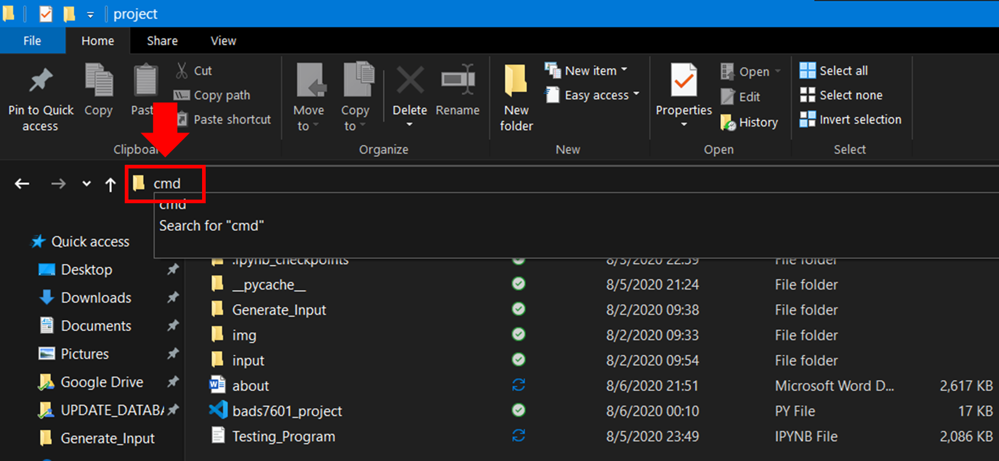 project
File Home Share View
Pin to Quick access
Copy
Past
Cut
Copy path
Paste shortcut
Clipboar
Move to
Copy to
Delete
Rename
Organize
New folder
New item
Easy access
New
Properties
Open
Edit
History
Open
Select all
Select none
Invert selection
Select
cmd
cmd
Search for "cmd"
Quick access
Desktop
Downloads
Documents
Pictures
Google Drive
UPDATE_DATABA
Generate_Input
.ipynb_checkpoints 8/5/2020 22:59 File folder
__pycache__ 8/5/2020 21:24 File folder
Generate_Input 8/2/2020 09:38 File folder
img 8/2/2020 09:33 File folder
input 8/2/2020 09:54 File folder
about 8/6/2020 21:51 Microsoft Word D... 2,617 KB
bads7601_project 8/6/2020 00:10 PY File 17 KB
Testing_Program 8/5/2020 23:49 IPYNB File 2,086 KB